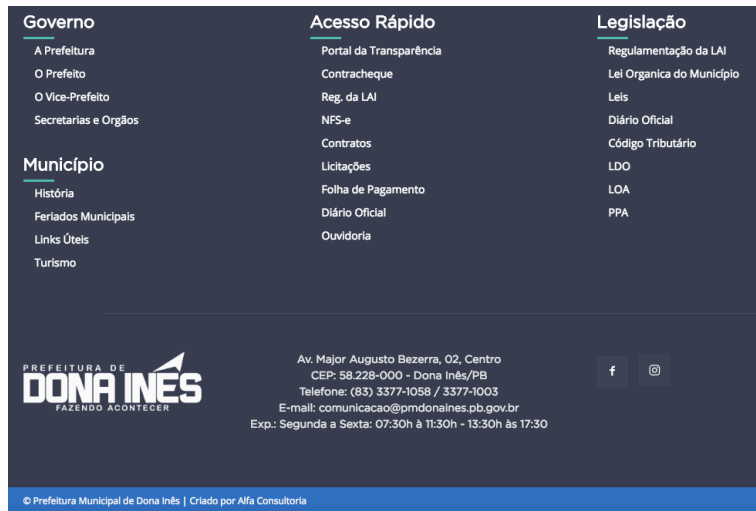 Governo
A Prefeitura
O Prefeito
O Vice-Prefeito
Secretarias e Orgãos
Município
História
Feriados Municipais
Links Úteis
Turismo
Acesso Rápido
Portal da Transparência
Contracheque
Reg. da LAI
NFS-e
Contratos
Licitações
Folha de Pagamento
Diário Oficial
Ouvidoria
Legislação
Regulamentação da LAI
Lei Organica do Município
Leis
Diário Oficial
Código Tributário
LDO
LOA
PPA
PREFEITURA DE
DONA INÊS
FAZENDO ACONTECER
Av. Major Augusto Bezerra, 02, Centro
CEP: 58.228-000 - Dona Inês/PB
Telefone: (83) 3377-1058 / 3377-1003
E-mail: comunicacao@pmdonaines.pb.gov.br
Exp.: Segunda a Sexta: 07:30h à 11:30h - 13:30h às 17:30
© Prefeitura Municipal de Dona Inês | Criado por Alfa Consultoria